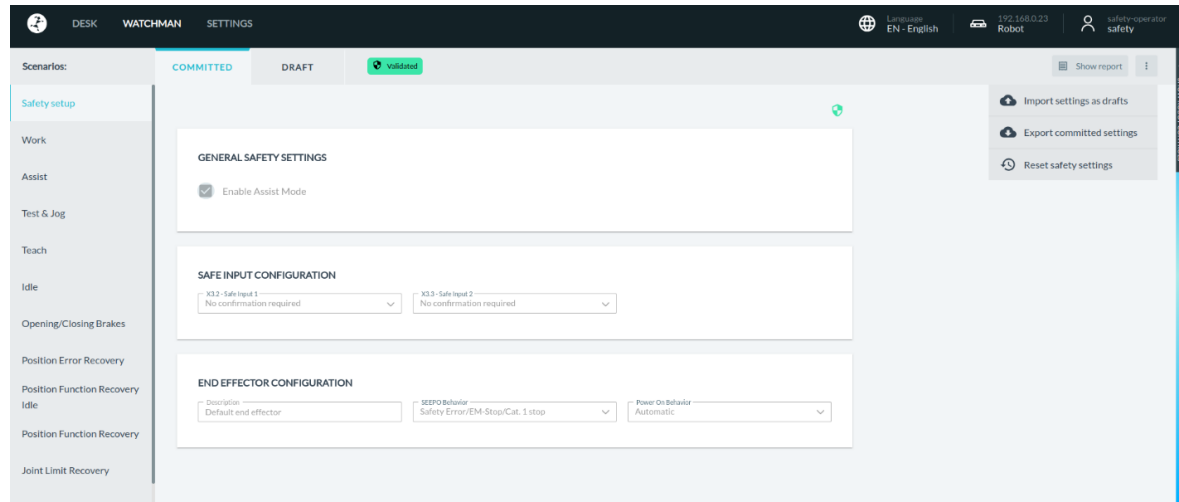 DESK WATCHMAN SETTINGS
Language
EN - English
192.168.0.23
Robot
safety-operator
safety
Scenarios:
COMMITTED DRAFT Validated Show report
Safety setup
Work
Assist
Test & Jog
Teach
Idle
Opening/Closing Brakes
Position Error Recovery
Position Function Recovery
Idle
Position Function Recovery
Joint Limit Recovery
Import settings as drafts
Export committed settings
Reset safety settings
GENERAL SAFETY SETTINGS
Enable Assist Mode
SAFE INPUT CONFIGURATION
X3.2 - Safe Input 1
No confirmation required
X3.3 - Safe Input 2
No confirmation required
END EFFECTOR CONFIGURATION
Description
Default end effector
SEEPO Behavior
Safety Error/EM-Stop/Cat. 1 stop
Power On Behavior
Automatic